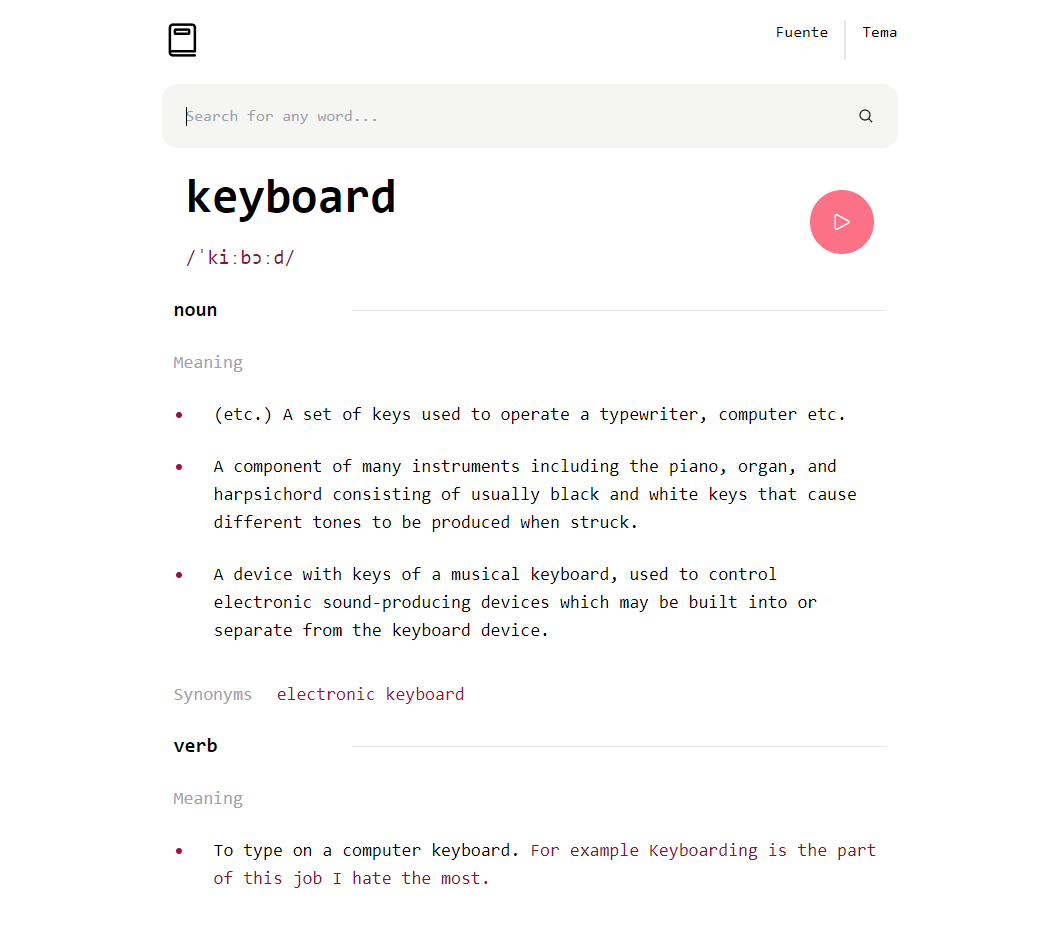 Fuente
Tema
Search for any word...
keyboard
/ˈkiːbɔːd/
noun
Meaning
(etc.) A set of keys used to operate a typewriter, computer etc.
A component of many instruments including the piano, organ, and
harpsichord consisting of usually black and white keys that cause
different tones to be produced when struck.
A device with keys of a musical keyboard, used to control
electronic sound-producing devices which may be built into or
separate from the keyboard device.
Synonyms electronic keyboard
verb
Meaning
To type on a computer keyboard. For example Keyboarding is the part
of this job I hate the most.